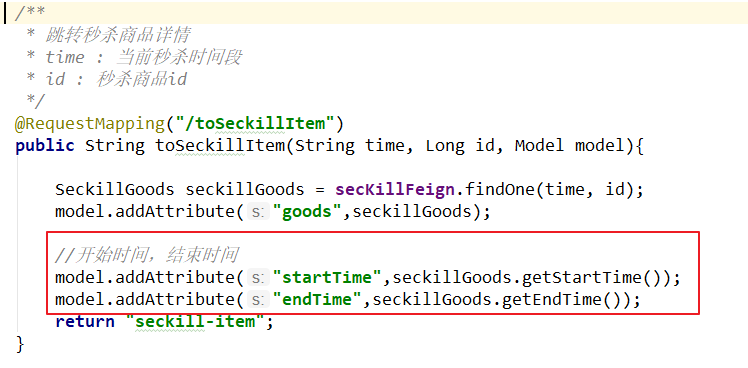 /**
 * 跳转秒杀商品详情
 * time : 当前秒杀时间段
 * id : 秒杀商品id
 */
@RequestMapping("/toSeckillItem")
public String toSeckillItem(String time, Long id, Model model){
SeckillGoods seckillGoods = secKillFeign.findOne(time, id);
model.addAttribute( s: "goods",seckillGoods);
//开始时间，结束时间
model.addAttribute( s: "startTime",seckillGoods.getStartTime());
model.addAttribute( s: "endTime",seckillGoods.getEndTime());
return "seckill-item";
}